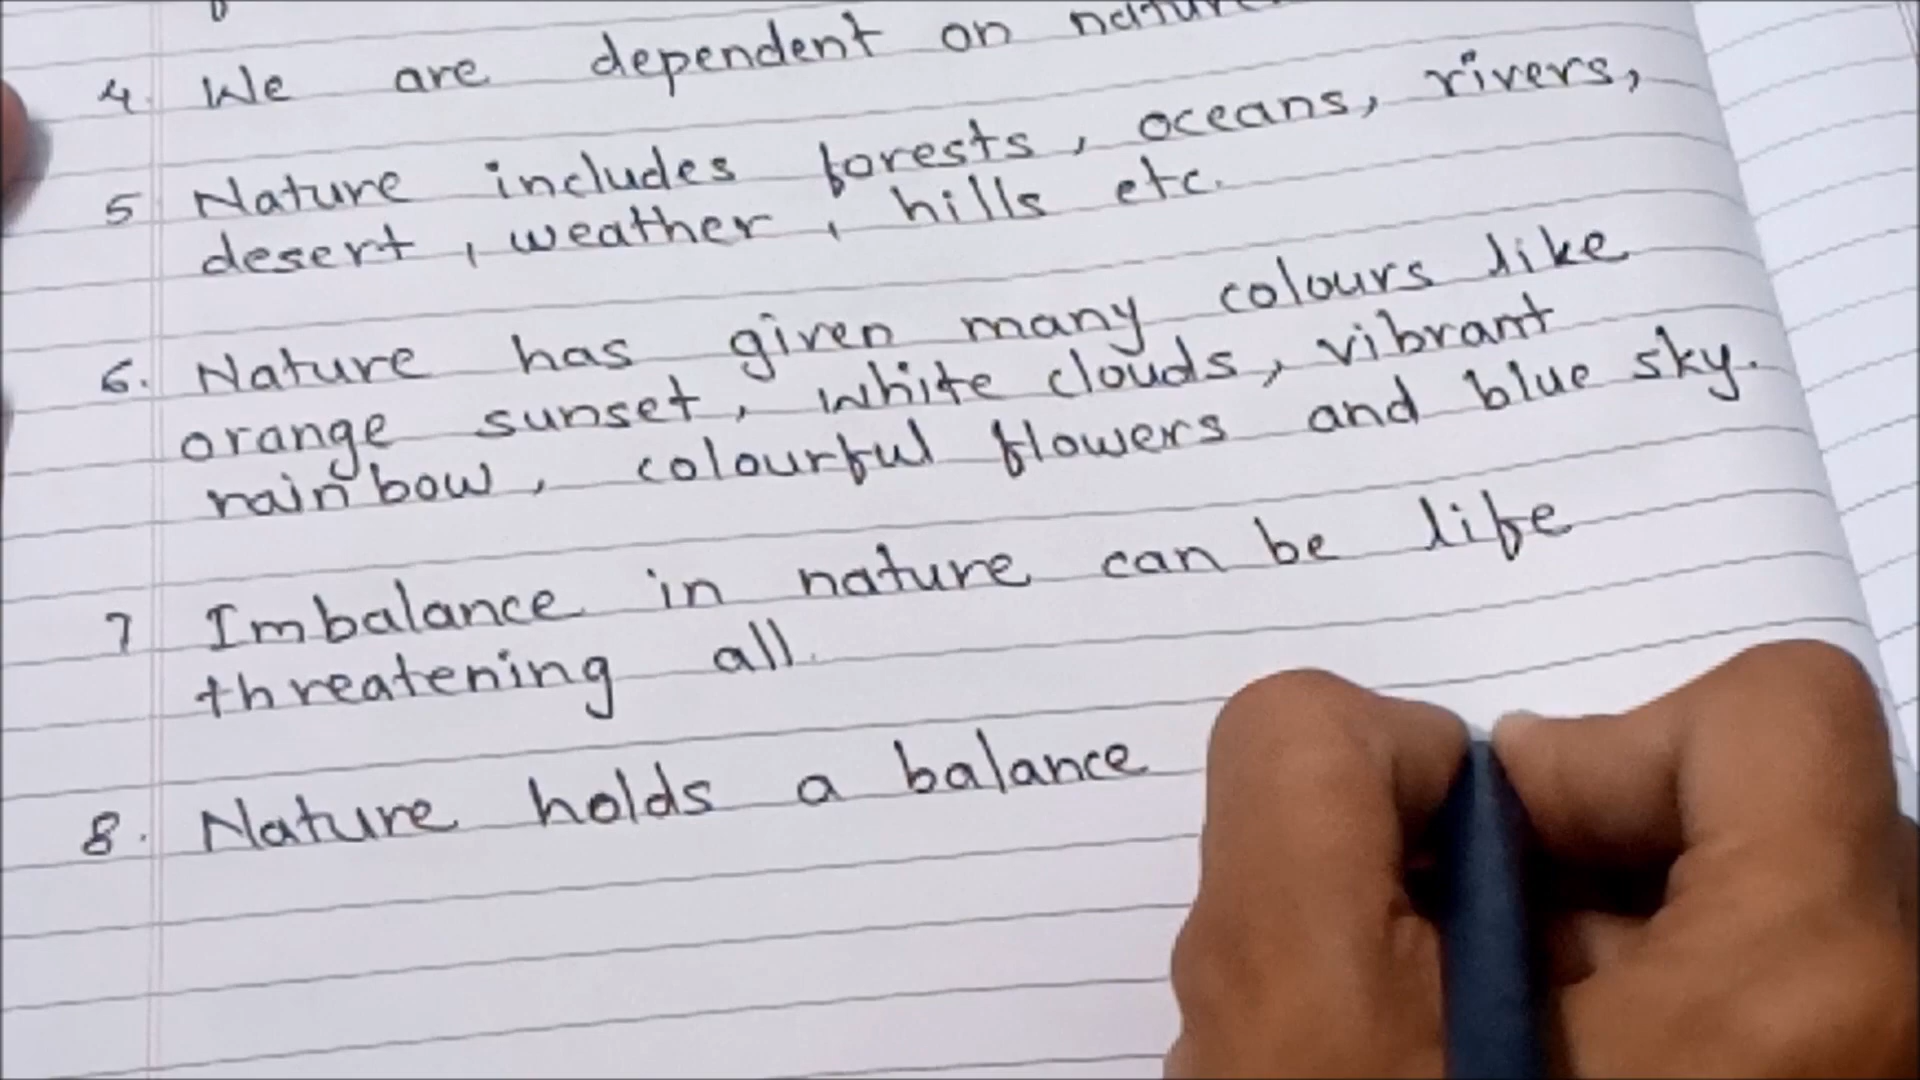 4. We are dependent on nature
5 Nature includes forests, oceans, rivers,
desert, weather, hills etc.
6. Nature has given many colours like
orange sunset, white clouds, vibrant
rainbow, colourful flowers and blue sky.
7 Imbalance in nature can be life
threatening all.
8. Nature holds a balance